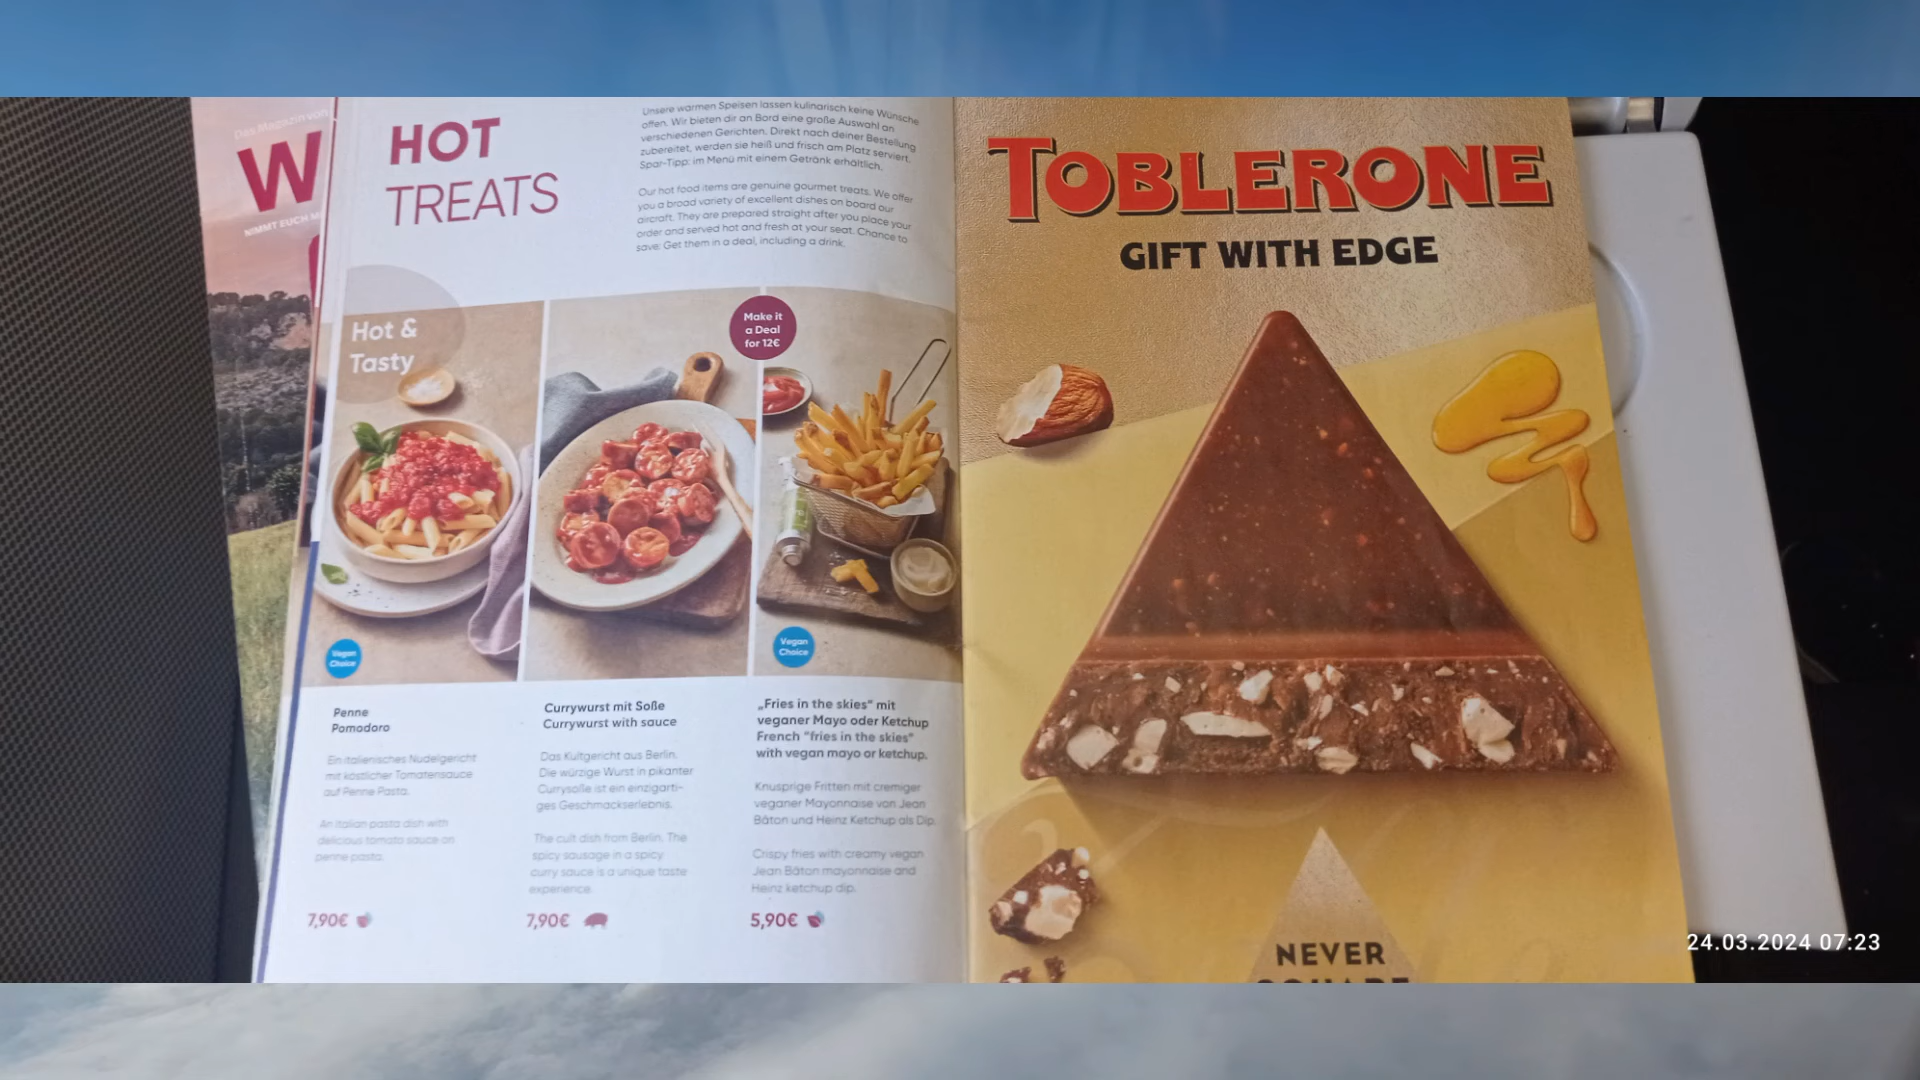 Das Magazin von
W
NIMMT EUCH M
HOT
TREATS
Unsere warmen Speisen lassen kulinarisch keine Wünsche
offen. Wir bieten dir an Bord eine große Auswahl an
verschiedenen Gerichten. Direkt nach deiner Bestellung
zubereitet, werden sie heiß und frisch am Platz serviert.
Spar-Tipp: im Menü mit einem Getränk erhältlich.
Our hot food items are genuine gourmet treats. We offer
you a broad variety of excellent dishes on board our
aircraft. They are prepared straight after you place your
order and served hot and fresh at your seat. Chance to
save: Get them in a deal, including a drink.
Hot &
Tasty
Make it
a Deal
for 12€
Vegan
Choice
Vegan
Choice
Penne
Pomodoro
Ein italienisches Nudelgericht
mit köstlicher Tomatensauce
auf Penne Pasta.
An italian pasta dish with
delicious tomato sauce on
penne pasta.
7,90€
Currywurst mit Soße
Currywurst with sauce
Das Kultgericht aus Berlin.
Die würzige Wurst in pikanter
Currysoße ist ein einzigarti-
ges Geschmackserlebnis.
The cult dish from Berlin. The
spicy sausage in a spicy
curry sauce is a unique taste
experience.
7,90€
„Fries in the skies" mit
veganer Mayo oder Ketchup
French "fries in the skies"
with vegan mayo or ketchup.
Knusprige Fritten mit cremiger
veganer Mayonnaise von Jean
Bâton und Heinz Ketchup als Dip.
Crispy fries with creamy vegan
Jean Bâton mayonnaise and
Heinz ketchup dip.
5,90€
TOBLERONE
GIFT WITH EDGE
NEVER
SQUARE
24.03.2024 07:23